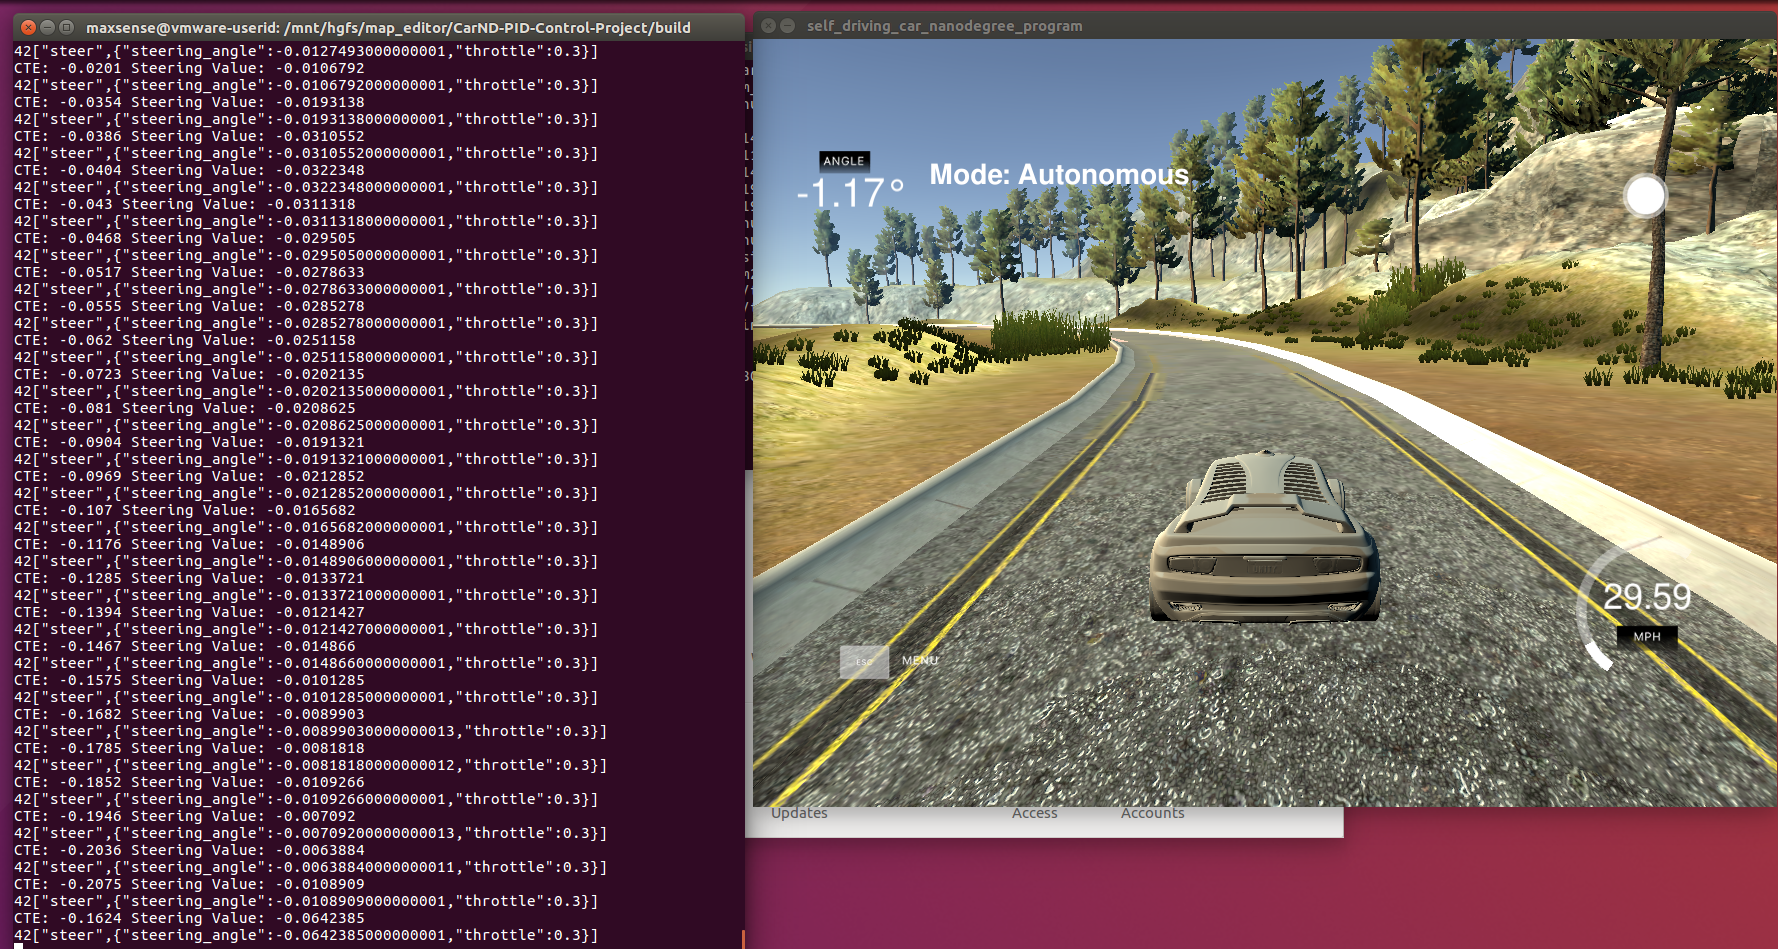 maxsense@vmware-userid: /mnt/hgfs/map_editor/CarND-PID-Control-Project/build
42["steer",{"steering_angle":-0.0127493000000001,"throttle":0.3}]
CTE: -0.0201 Steering Value: -0.0106792
42["steer",{"steering_angle":-0.0106792000000001,"throttle":0.3}]
CTE: -0.0354 Steering Value: -0.0193138
42["steer",{"steering_angle":-0.0193138000000001,"throttle":0.3}]
CTE: -0.0386 Steering Value: -0.0310552
42["steer",{"steering_angle":-0.0310552000000001,"throttle":0.3}]
CTE: -0.0404 Steering Value: -0.0322348
42["steer",{"steering_angle":-0.0322348000000001,"throttle":0.3}]
CTE: -0.043 Steering Value: -0.0311318
42["steer",{"steering_angle":-0.0311318000000001,"throttle":0.3}]
CTE: -0.0468 Steering Value: -0.029505
42["steer",{"steering_angle":-0.0295050000000001,"throttle":0.3}]
CTE: -0.0517 Steering Value: -0.0278633
42["steer",{"steering_angle":-0.0278633000000001,"throttle":0.3}]
CTE: -0.0555 Steering Value: -0.0285278
42["steer",{"steering_angle":-0.0285278000000001,"throttle":0.3}]
CTE: -0.062 Steering Value: -0.0251158
42["steer",{"steering_angle":-0.0251158000000001,"throttle":0.3}]
CTE: -0.0723 Steering Value: -0.0202135
42["steer",{"steering_angle":-0.0202135000000001,"throttle":0.3}]
CTE: -0.081 Steering Value: -0.0208625
42["steer",{"steering_angle":-0.0208625000000001,"throttle":0.3}]
CTE: -0.0904 Steering Value: -0.0191321
42["steer",{"steering_angle":-0.0191321000000001,"throttle":0.3}]
CTE: -0.0969 Steering Value: -0.0212852
42["steer",{"steering_angle":-0.0212852000000001,"throttle":0.3}]
CTE: -0.107 Steering Value: -0.0165682
42["steer",{"steering_angle":-0.0165682000000001,"throttle":0.3}]
CTE: -0.1176 Steering Value: -0.0148906
42["steer",{"steering_angle":-0.0148906000000001,"throttle":0.3}]
CTE: -0.1285 Steering Value: -0.0133721
42["steer",{"steering_angle":-0.0133721000000001,"throttle":0.3}]
CTE: -0.1394 Steering Value: -0.0121427
42["steer",{"steering_angle":-0.0121427000000001,"throttle":0.3}]
CTE: -0.1467 Steering Value: -0.014866
42["steer",{"steering_angle":-0.0148660000000001,"throttle":0.3}]
CTE: -0.1575 Steering Value: -0.0101285
42["steer",{"steering_angle":-0.0101285000000001,"throttle":0.3}]
CTE: -0.1682 Steering Value: -0.0089903
42["steer",{"steering_angle":-0.00899030000000013,"throttle":0.3}]
CTE: -0.1785 Steering Value: -0.0081818
42["steer",{"steering_angle":-0.00818180000000012,"throttle":0.3}]
CTE: -0.1852 Steering Value: -0.0109266
42["steer",{"steering_angle":-0.0109266000000001,"throttle":0.3}]
CTE: -0.1946 Steering Value: -0.007092
42["steer",{"steering_angle":-0.00709200000000013,"throttle":0.3}]
CTE: -0.2036 Steering Value: -0.0063884
42["steer",{"steering_angle":-0.00638840000000011,"throttle":0.3}]
CTE: -0.2075 Steering Value: -0.0108909
42["steer",{"steering_angle":-0.0108909000000001,"throttle":0.3}]
CTE: -0.1624 Steering Value: -0.0642385
42["steer",{"steering_angle":-0.0642385000000001,"throttle":0.3}]
self_driving_car_nanodegree_program
ANGLE
-1.17°
Mode: Autonomous
29.59
MPH
ESC MENU
Updates Access Accounts